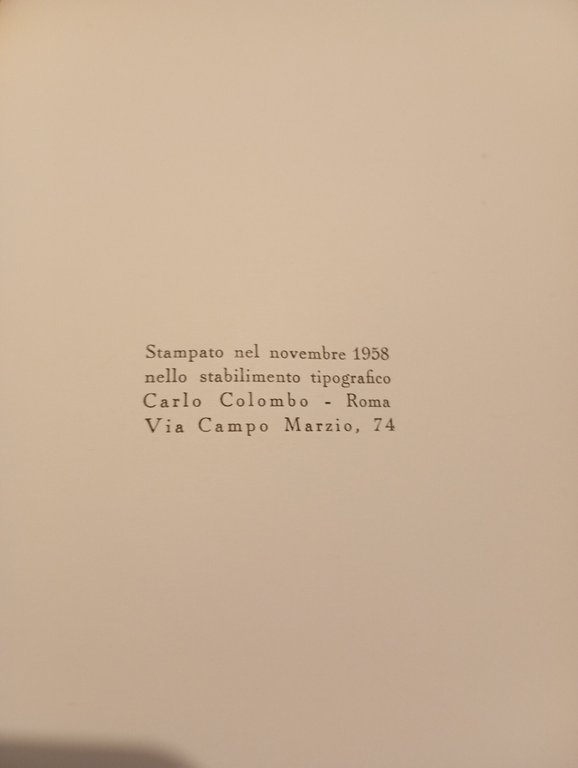 Stampato nel novembre 1958
nello stabilimento tipografico
Carlo Colombo - Roma
Via Campo Marzio, 74